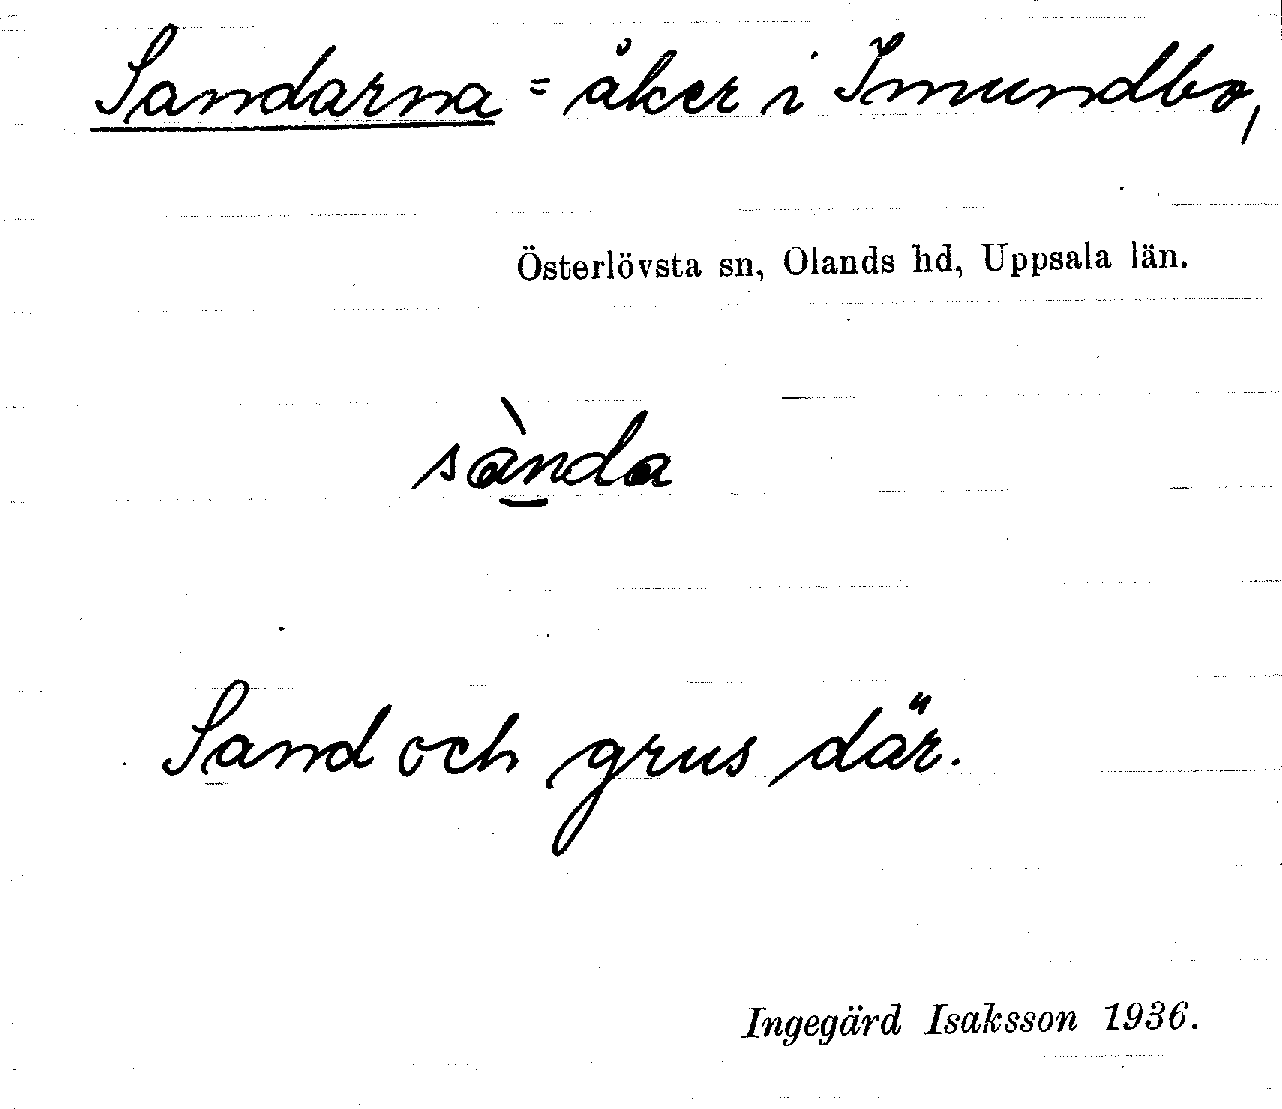 Sandarna = åker i Imundbo,
Österlövsta sn, Olands hd, Uppsala län.
sànda
Sand och grus där.
Ingegärd Isaksson 1936.